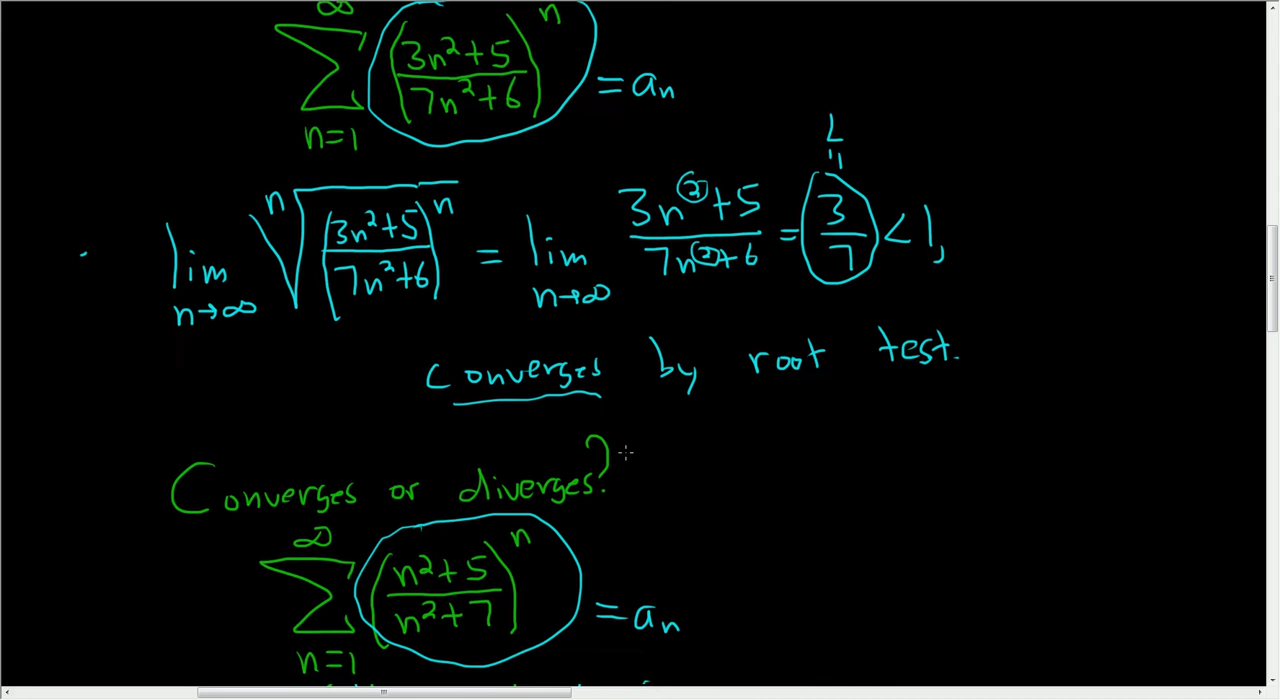 ∞
∑ ((3n²+5)/(7n²+6))ⁿ = aₙ
n=1
L
"
lim n→∞ ⁿ√((3n²+5)/(7n²+6))ⁿ = lim n→∞ (3n²+5)/(7n²+6) = 3/7 < 1,
Converges by root test.
Converges or diverges?
∞
∑ ((n²+5)/(n²+7))ⁿ = aₙ
n=1